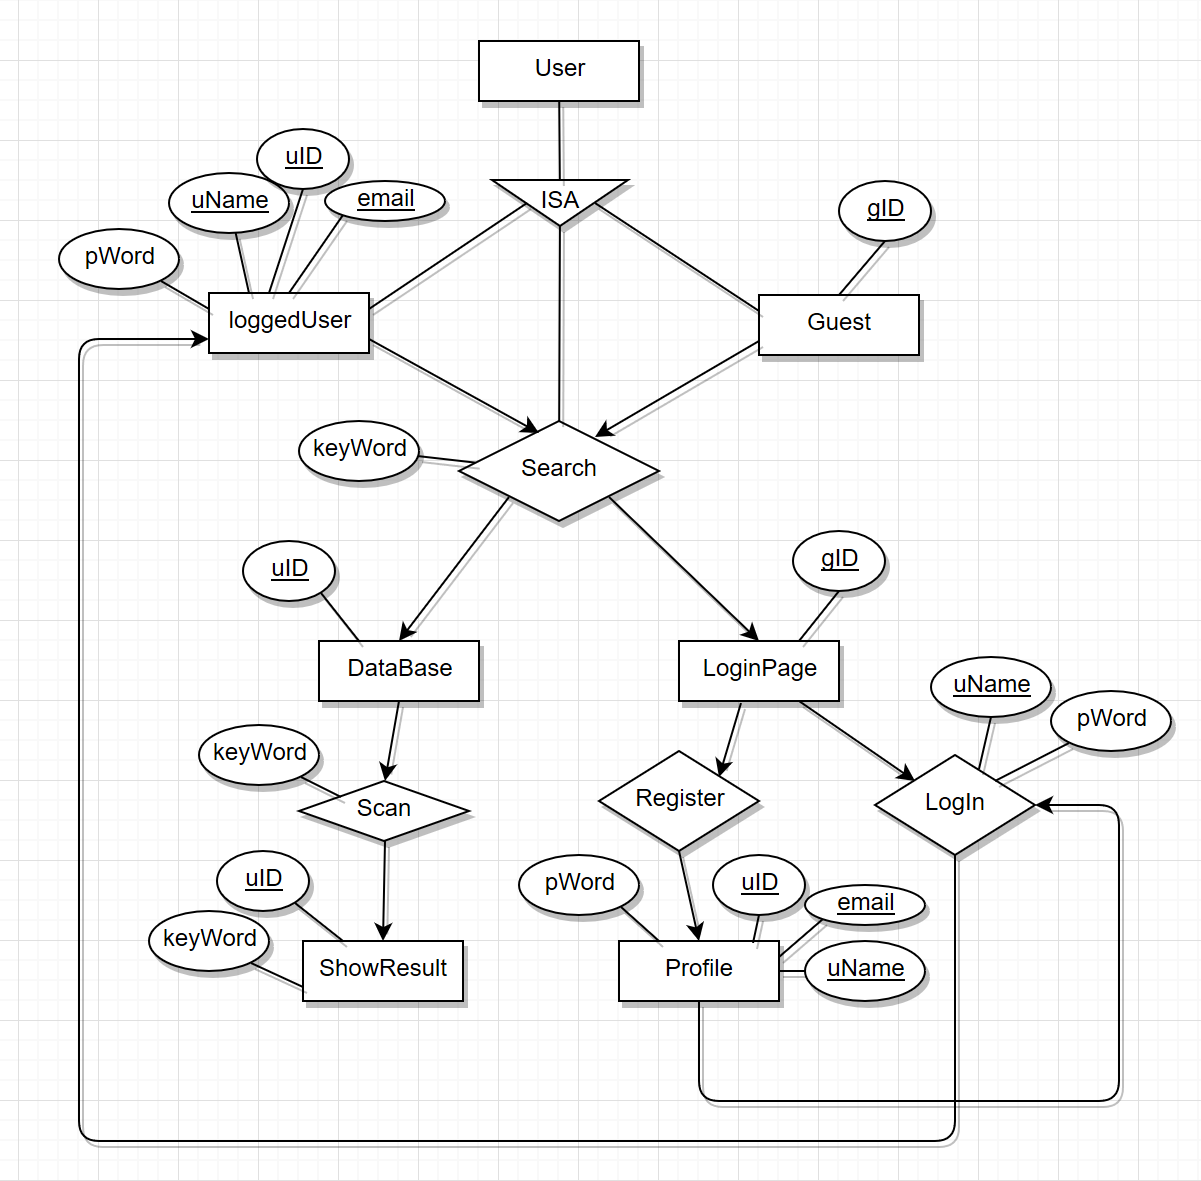 User
uID
uName
email
ISA
gID
pWord
loggedUser
Guest
keyWord
Search
uID
gID
DataBase
LoginPage
uName
pWord
keyWord
Scan
Register
LogIn
uID
pWord
uID
email
keyWord
ShowResult
Profile
uName